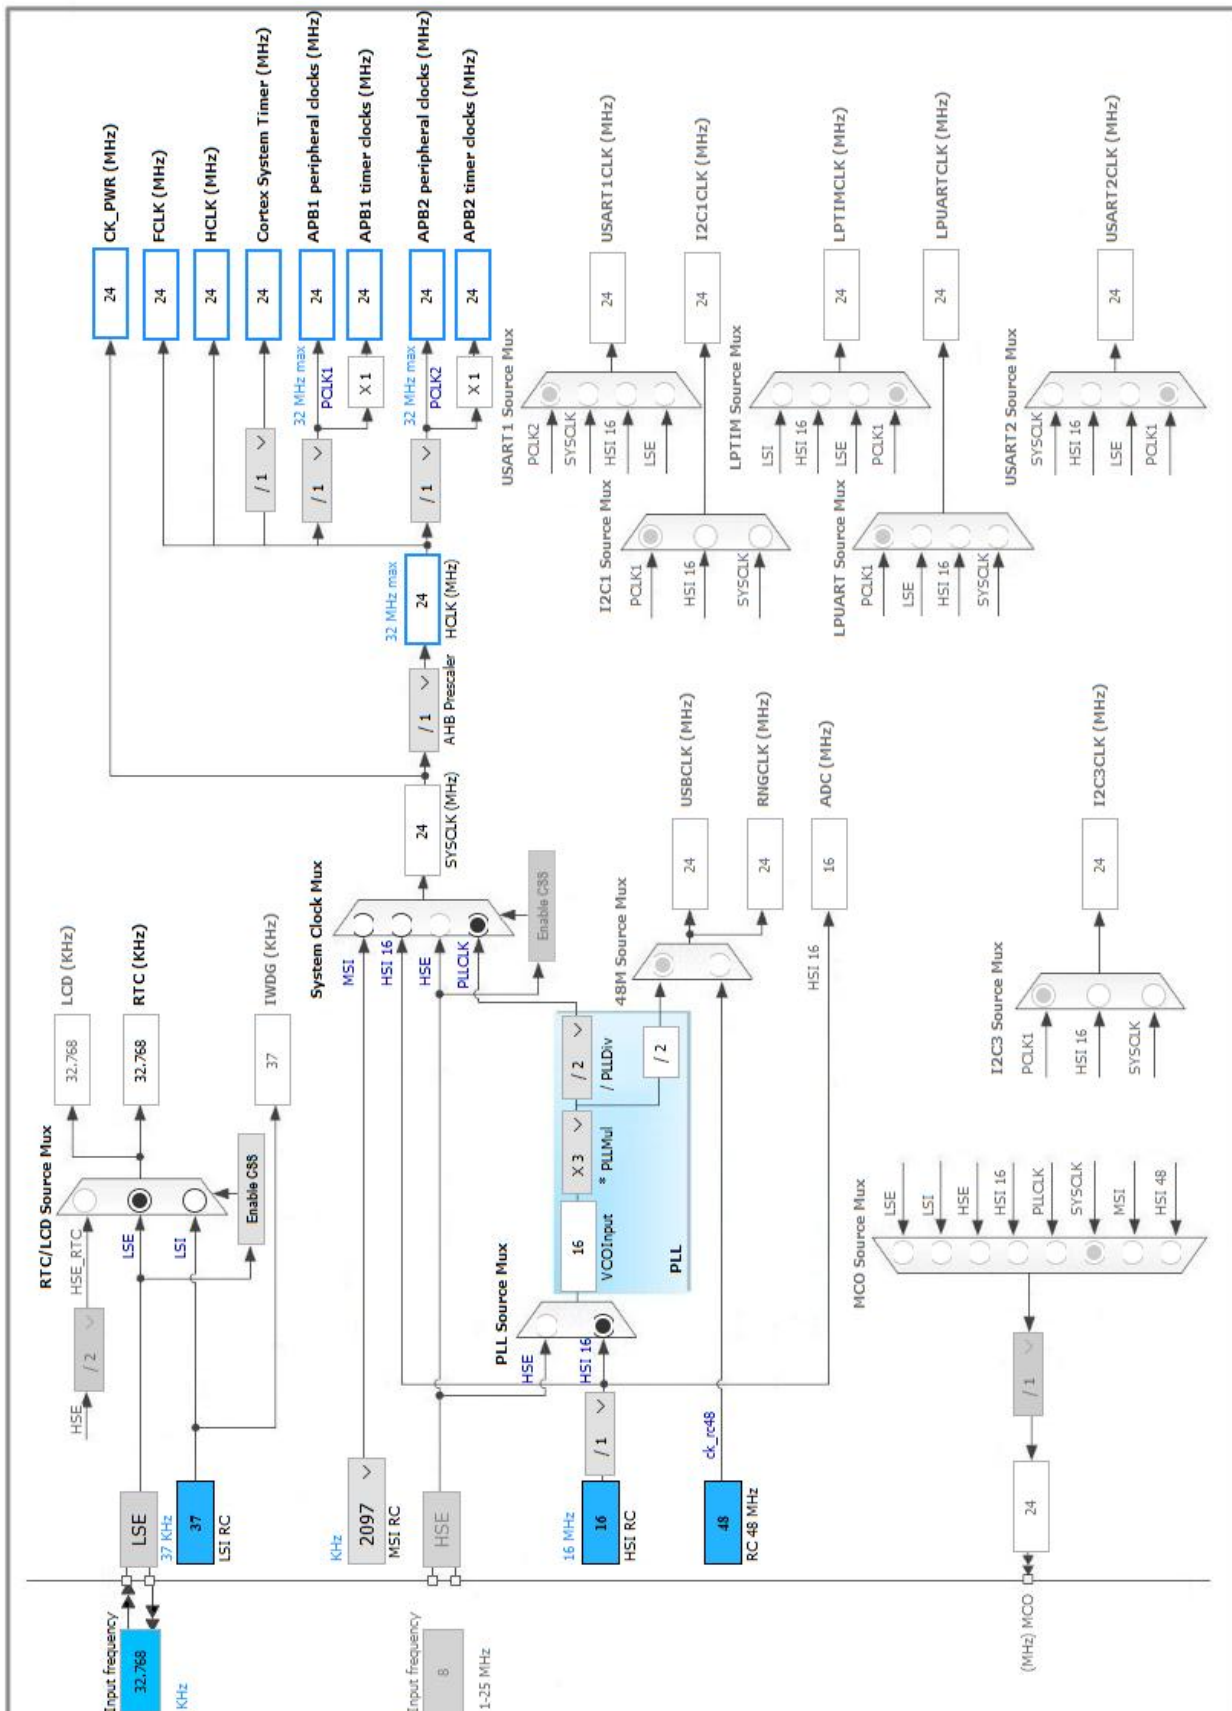 Input frequency
32.768
KHz
LSE
37 KHz
37
LSI RC
HSE
/ 2
HSE_RTC
LSE
LSI
RTC/LCD Source Mux
Enable CSS
LCD (KHz)
32.768
RTC (KHz)
32.768
IWDG (KHz)
37
KHz
2097
MSI RC
Input frequency
8
1-25 MHz
HSE
16 MHz
16
HSI RC
/ 1
48
RC 48 MHz
ck_rc48
PLL Source Mux
HSE
HSI 16
16
VCOInput
X 3
* PLLMul
/ 2
/ PLLDiv
/ 2
PLL
System Clock Mux
MSI
HSI 16
HSE
PLLCLK
Enable CSS
24
SYSCLK (MHz)
/ 1
AHB Prescaler
32 MHz max
24
HCLK (MHz)
24
CK_PWR (MHz)
24
FCLK (MHz)
24
HCLK (MHz)
/ 1
24
Cortex System Timer (MHz)
/ 1
32 MHz max
PCLK1
24
APB1 peripheral clocks (MHz)
X 1
24
APB1 timer clocks (MHz)
/ 1
32 MHz max
PCLK2
24
APB2 peripheral clocks (MHz)
X 1
24
APB2 timer clocks (MHz)
48M Source Mux
24
USBCLK (MHz)
24
RNGCLK (MHz)
HSI 16
16
ADC (MHz)
USART1 Source Mux
PCLK2
SYSCLK
HSI 16
LSE
24
USART1CLK (MHz)
I2C1 Source Mux
PCLK1
HSI 16
SYSCLK
24
I2C1CLK (MHz)
LPTIM Source Mux
LSI
HSI 16
LSE
PCLK1
24
LPTIMCLK (MHz)
LPUART Source Mux
PCLK1
LSE
HSI 16
SYSCLK
24
LPUARTCLK (MHz)
USART2 Source Mux
SYSCLK
HSI 16
LSE
PCLK1
24
USART2CLK (MHz)
I2C3 Source Mux
PCLK1
HSI 16
SYSCLK
24
I2C3CLK (MHz)
MCO Source Mux
LSE
LSI
HSE
HSI 16
PLLCLK
SYSCLK
MSI
HSI 48
/ 1
24
(MHz) MCO